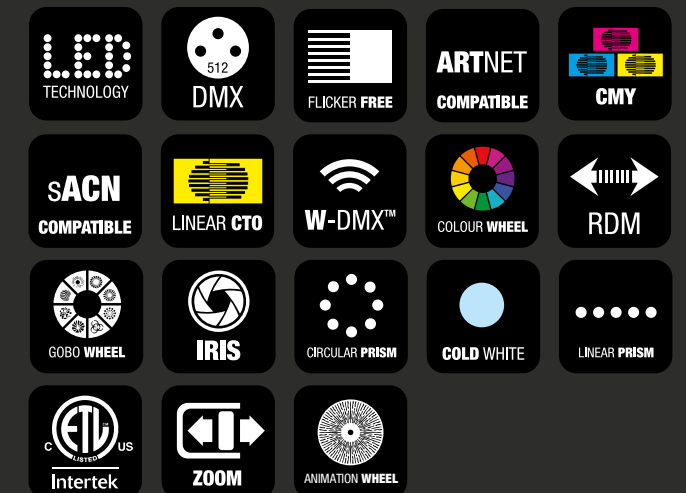 LED
TECHNOLOGY
512
DMX
FLICKER FREE
ARTNET
COMPATIBLE
CMY
sACN
COMPATIBLE
LINEAR CTO
W-DMX™
COLOUR WHEEL
RDM
GOBO WHEEL
IRIS
CIRCULAR PRISM
COLD WHITE
LINEAR PRISM
ETL™
C LISTED US
Intertek
ZOOM
ANIMATION WHEEL